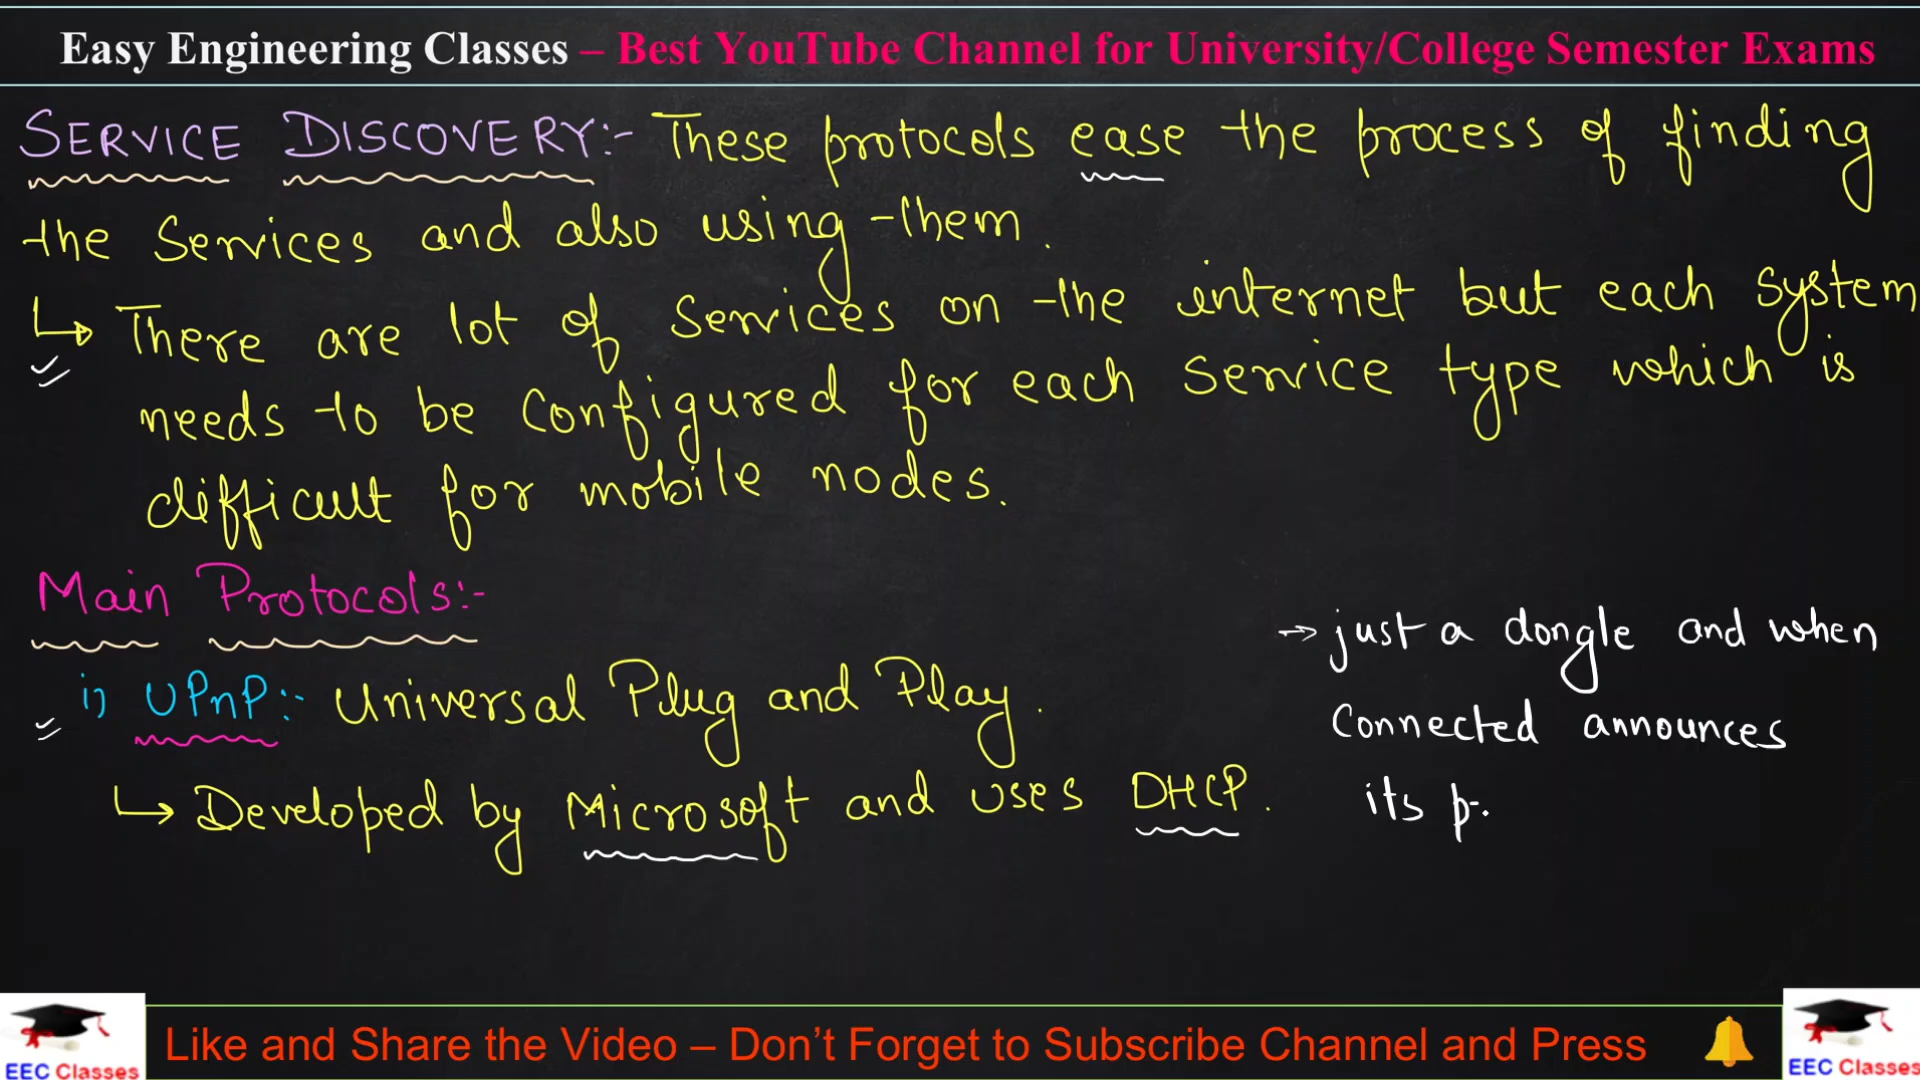 Easy Engineering Classes – Best YouTube Channel for University/College Semester Exams
SERVICE DISCOVERY:- These protocols ease the process of finding
the Services and also using them.
↳ There are lot of Services on the internet but each system
needs to be Configured for each Service type which is
difficult for mobile nodes.
Main Protocols:-
i) UPnP:- Universal Plug and Play.
↳ Developed by Microsoft and uses DHCP.
→ just a dongle and when
Connected announces
its
Like and Share the Video – Don't Forget to Subscribe Channel and Press
EEC Classes
EEC Classes